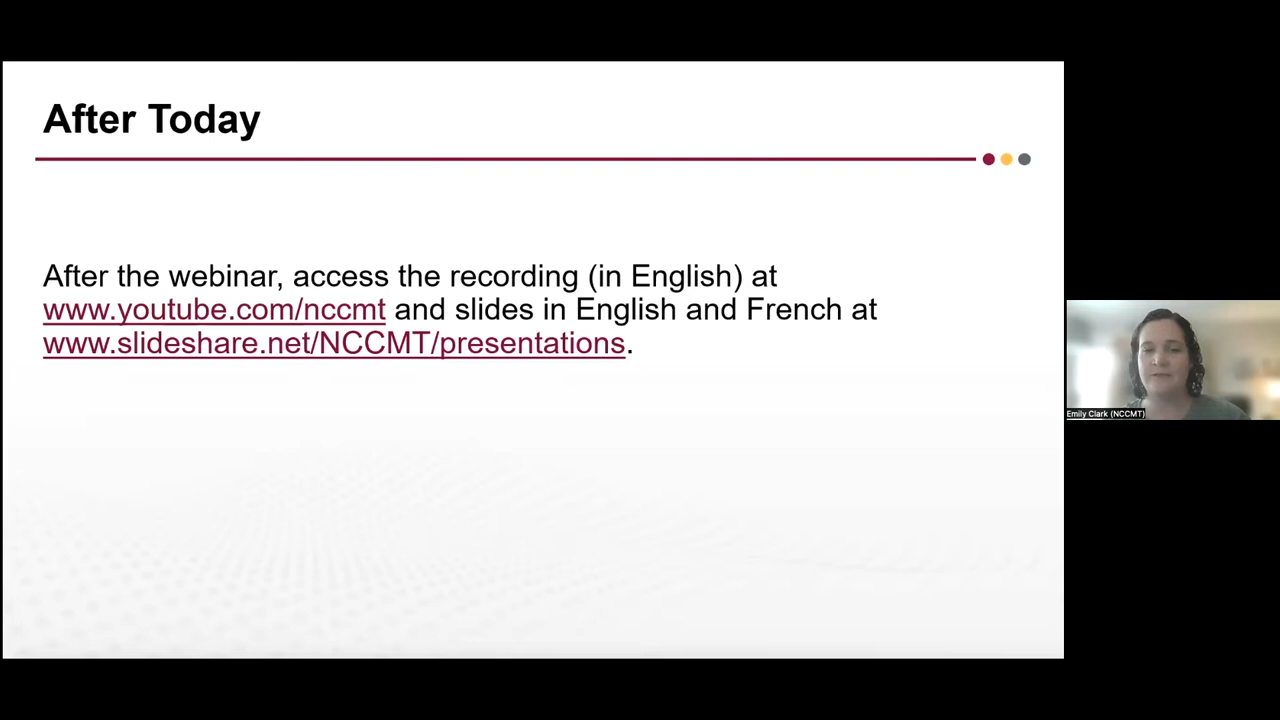 After Today
After the webinar, access the recording (in English) at
www.youtube.com/nccmt and slides in English and French at
www.slideshare.net/NCCMT/presentations.
Emily Clark (NCCMT)